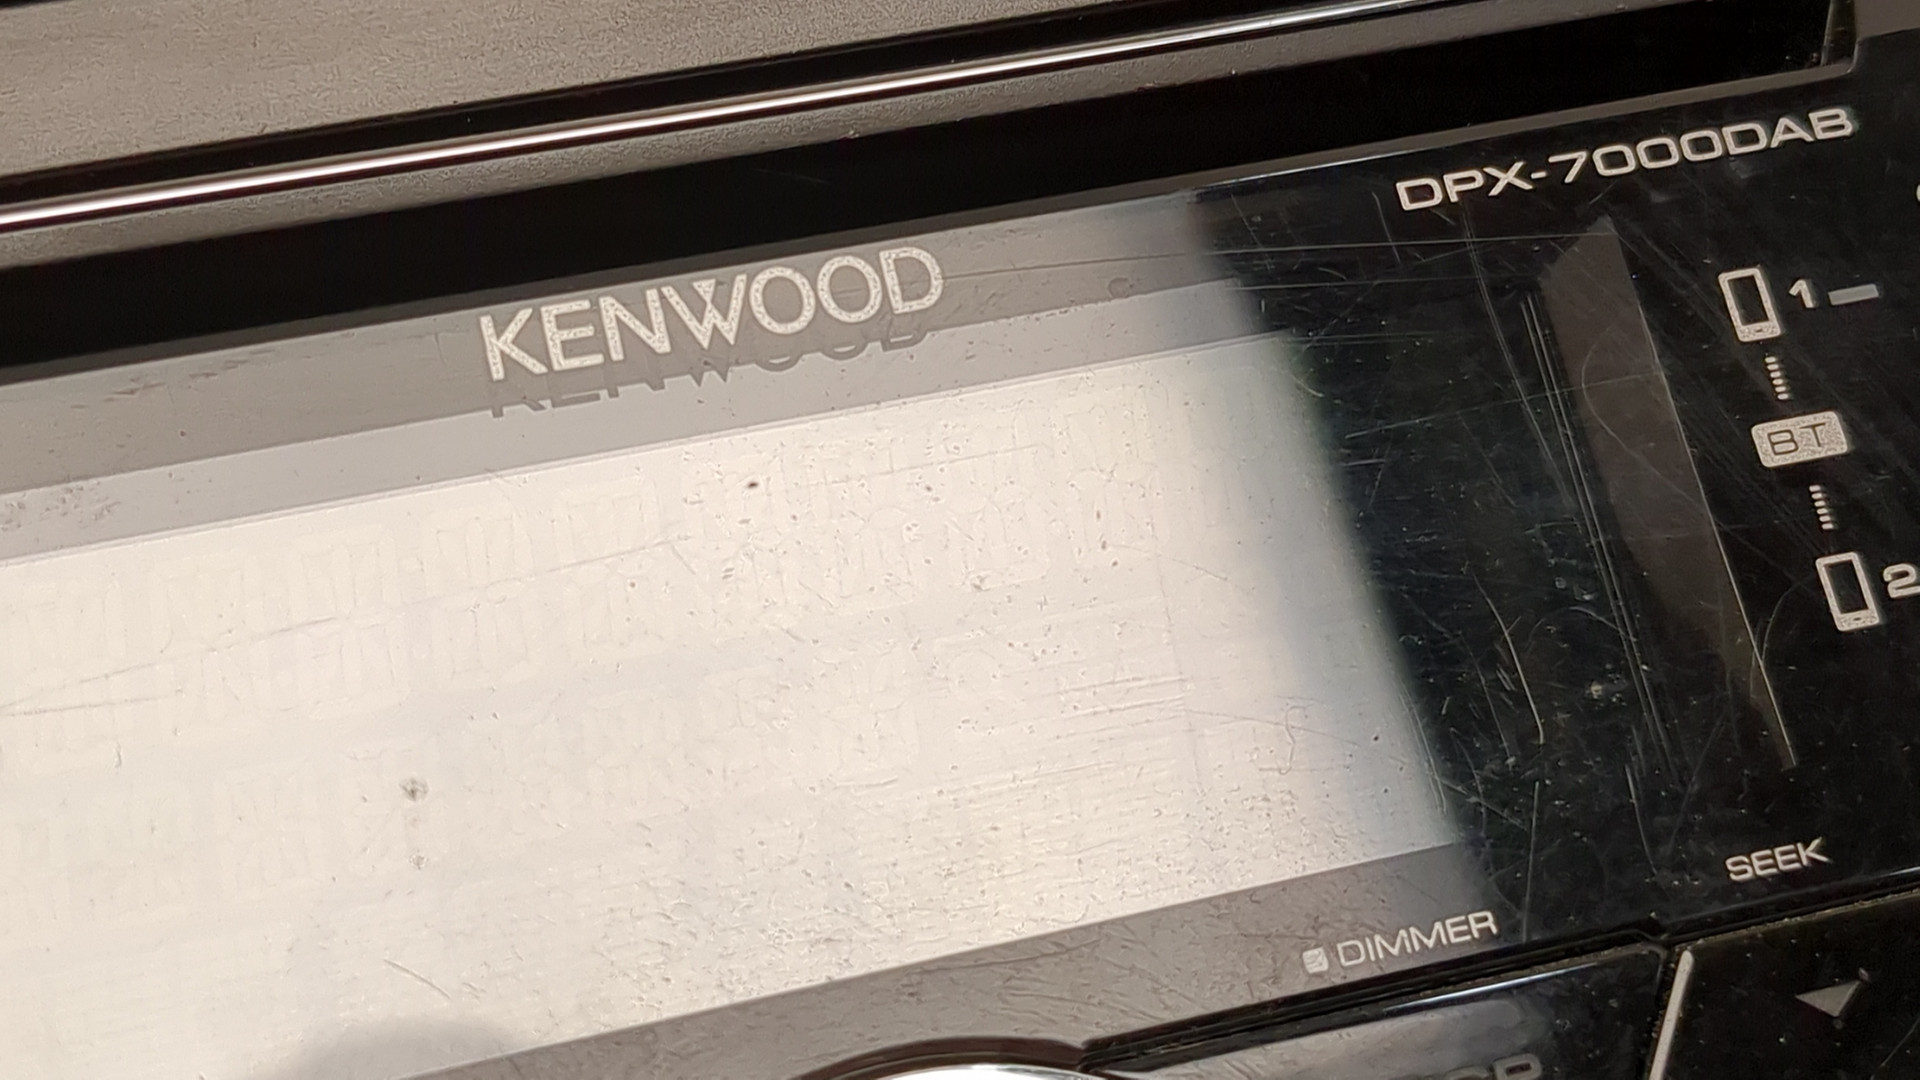 KENWOOD
DPX-7000DAB
1
BT
2
SEEK
DIMMER